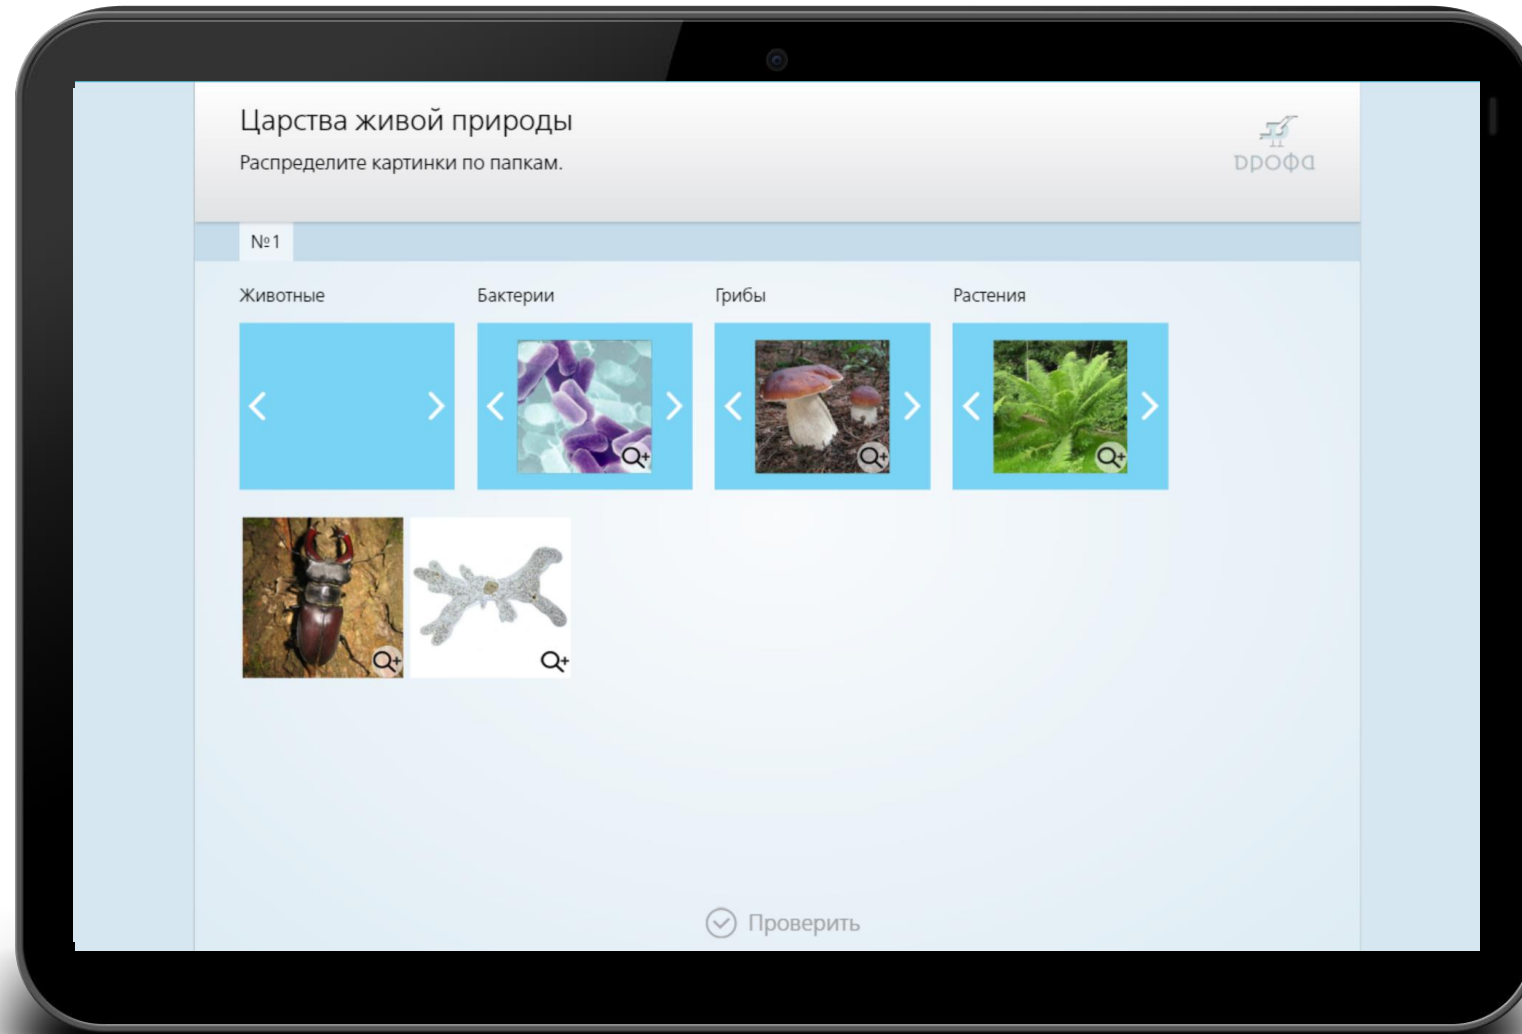 Царства живой природы
Распределите картинки по папкам.
дрофа
№1
Животные Бактерии Грибы Растения
Проверить